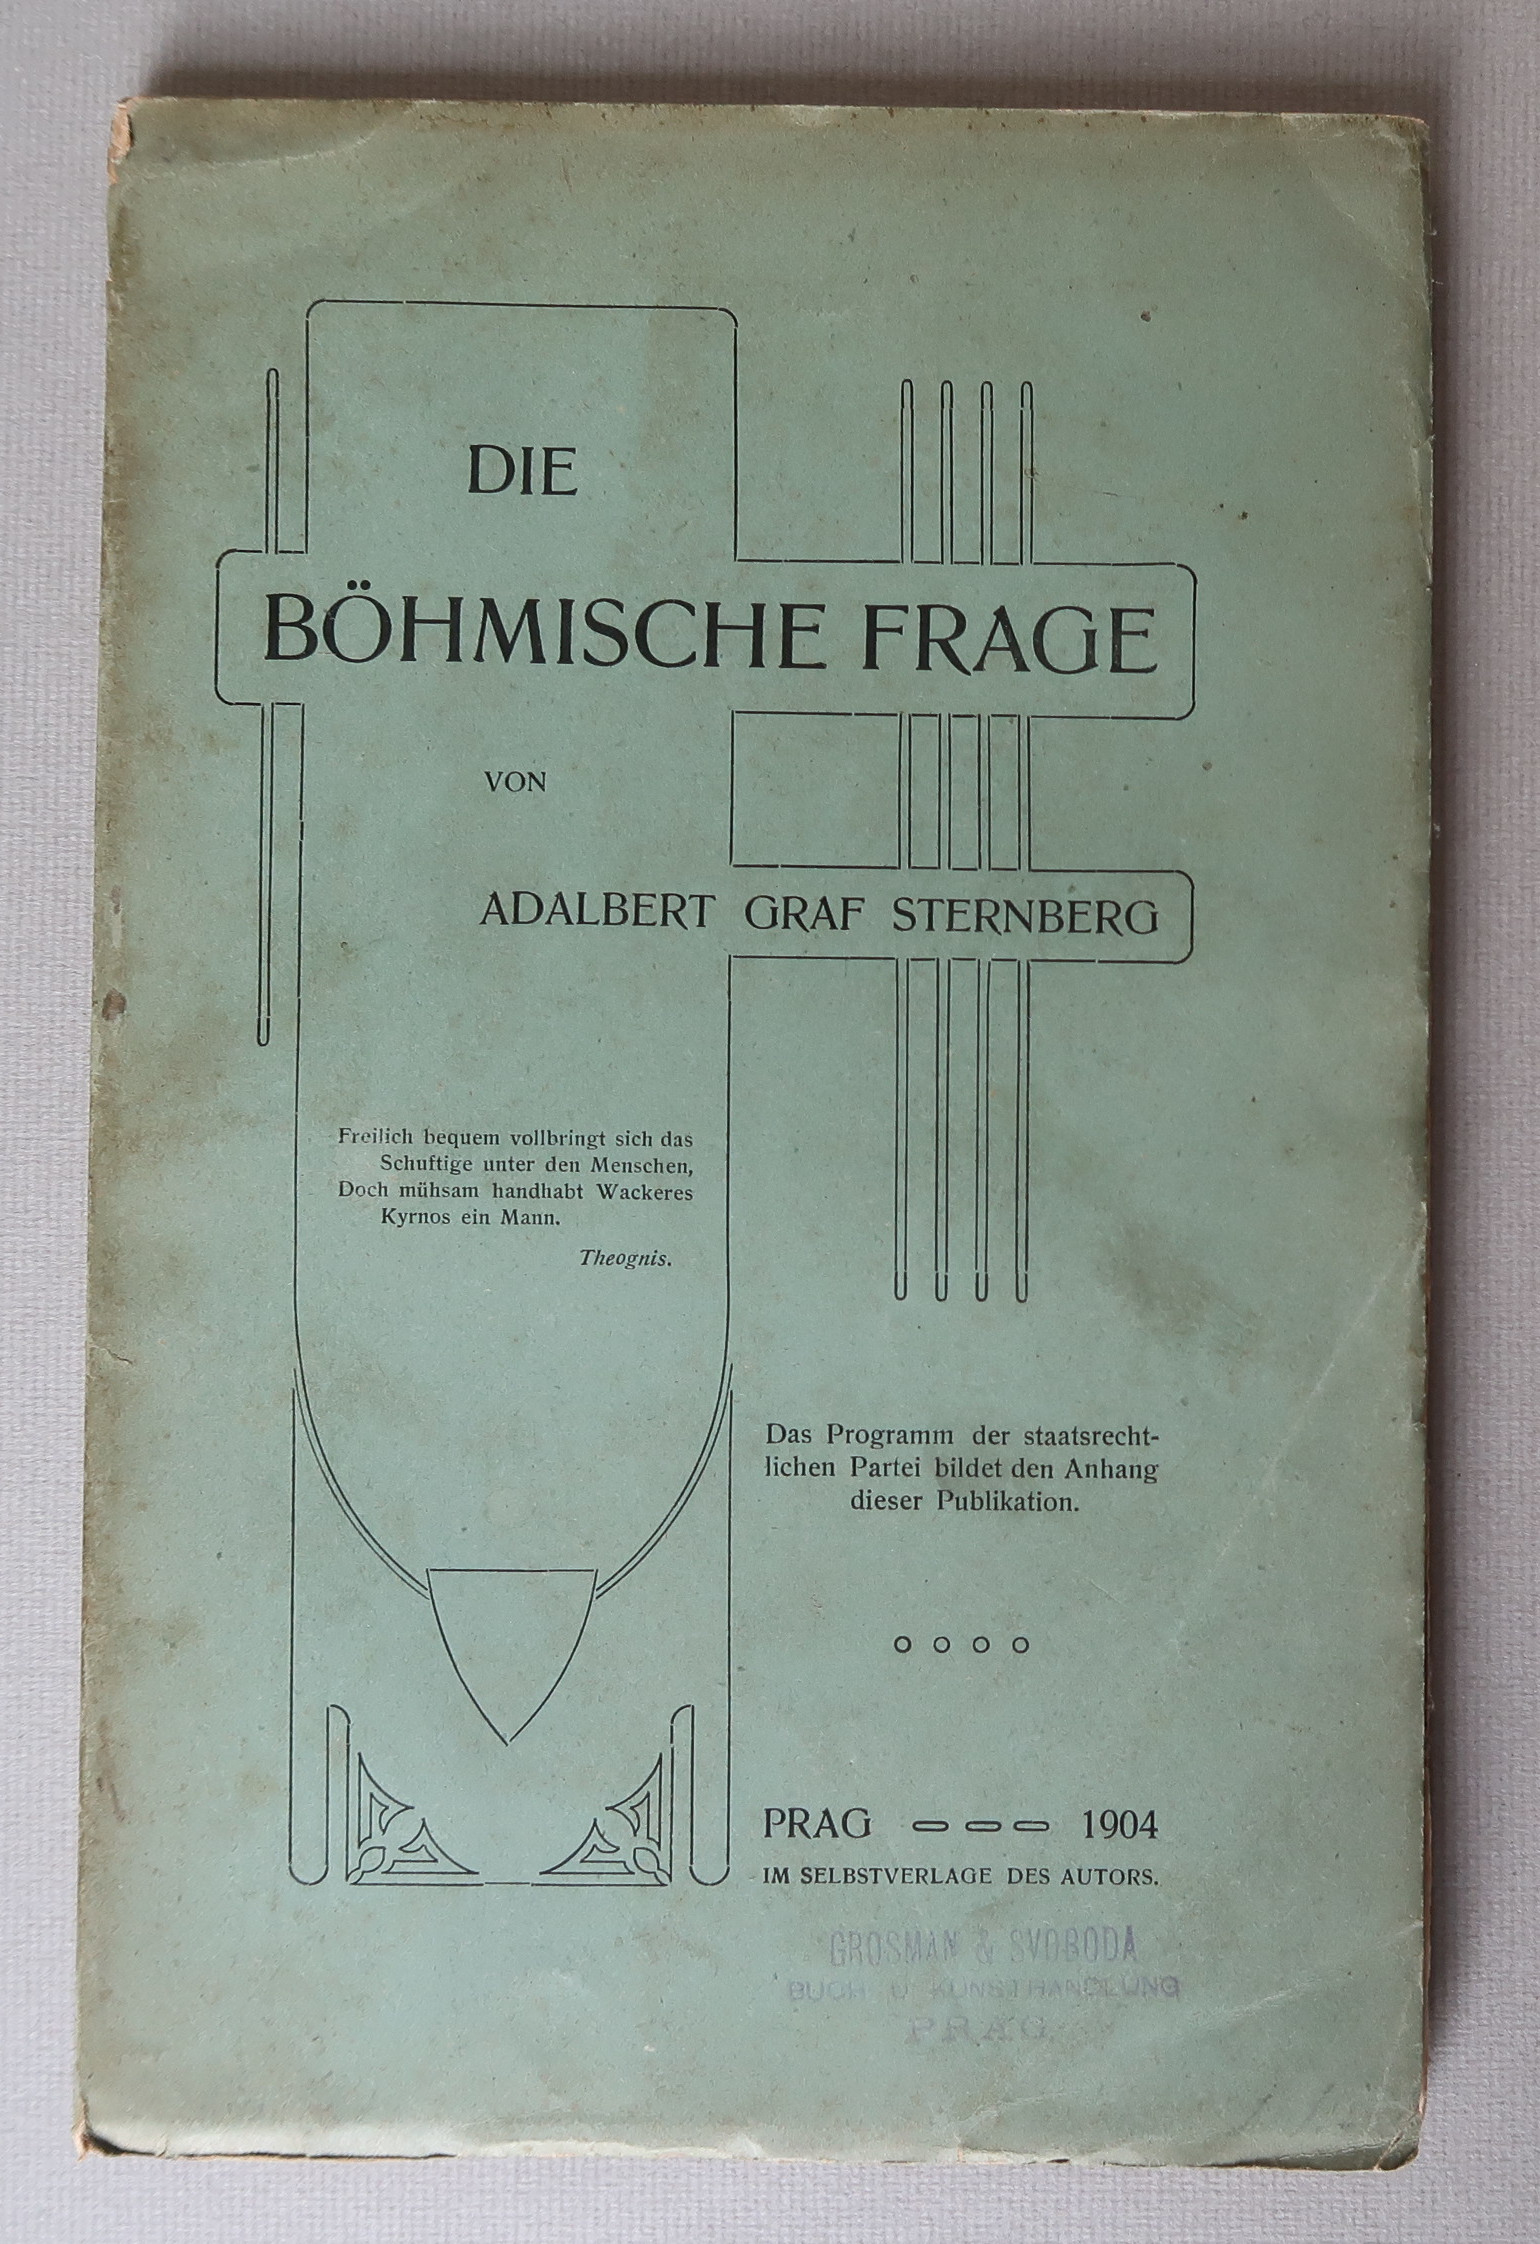 DIE
BÖHMISCHE FRAGE
VON
ADALBERT GRAF STERNBERG
Freilich bequem vollbringt sich das
Schuftige unter den Menschen,
Doch mühsam handhabt Wackeres
Kyrnos ein Mann.
Theognis.
Das Programm der staatsrecht-
lichen Partei bildet den Anhang
dieser Publikation.
PRAG 1904
IM SELBSTVERLAGE DES AUTORS.
GROSMAN & SVOBODA
BUCH U KUNSTHANDLUNG
PRAG